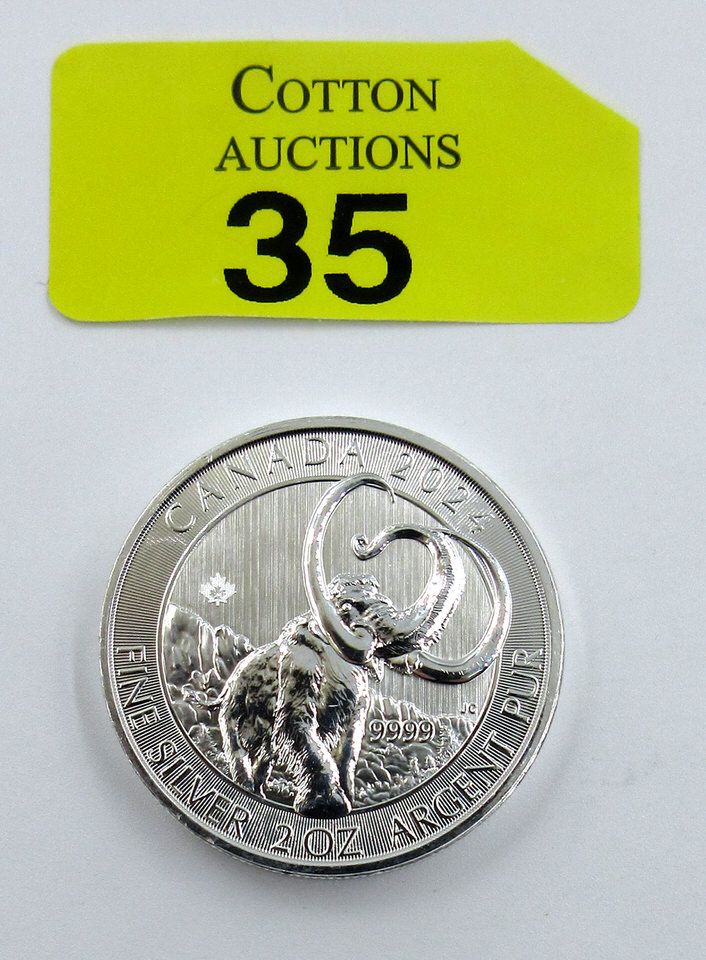 COTTON
AUCTIONS
35
CANADA 2024
9999
JC
FINE SILVER 2 OZ ARGENT PUR